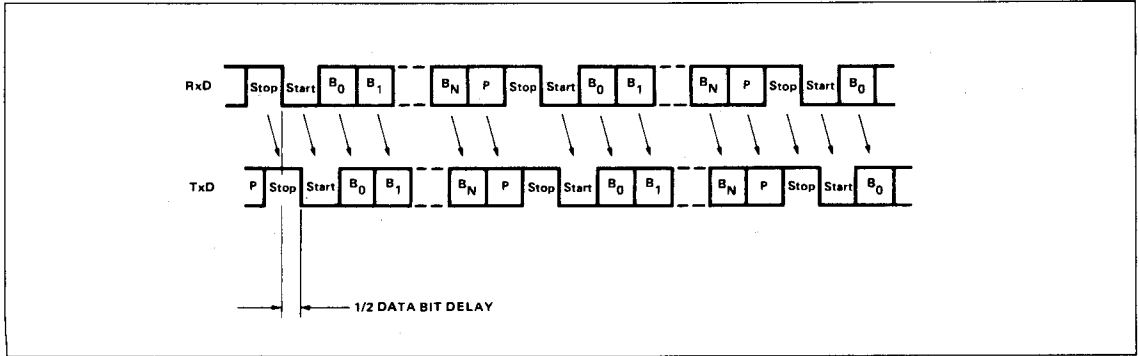 RxD Stop Start B0 B1 BN P Stop Start B0 B1 BN P Stop Start B0
TxD P Stop Start B0 B1 BN P Stop Start B0 B1 BN P Stop Start B0
1/2 DATA BIT DELAY